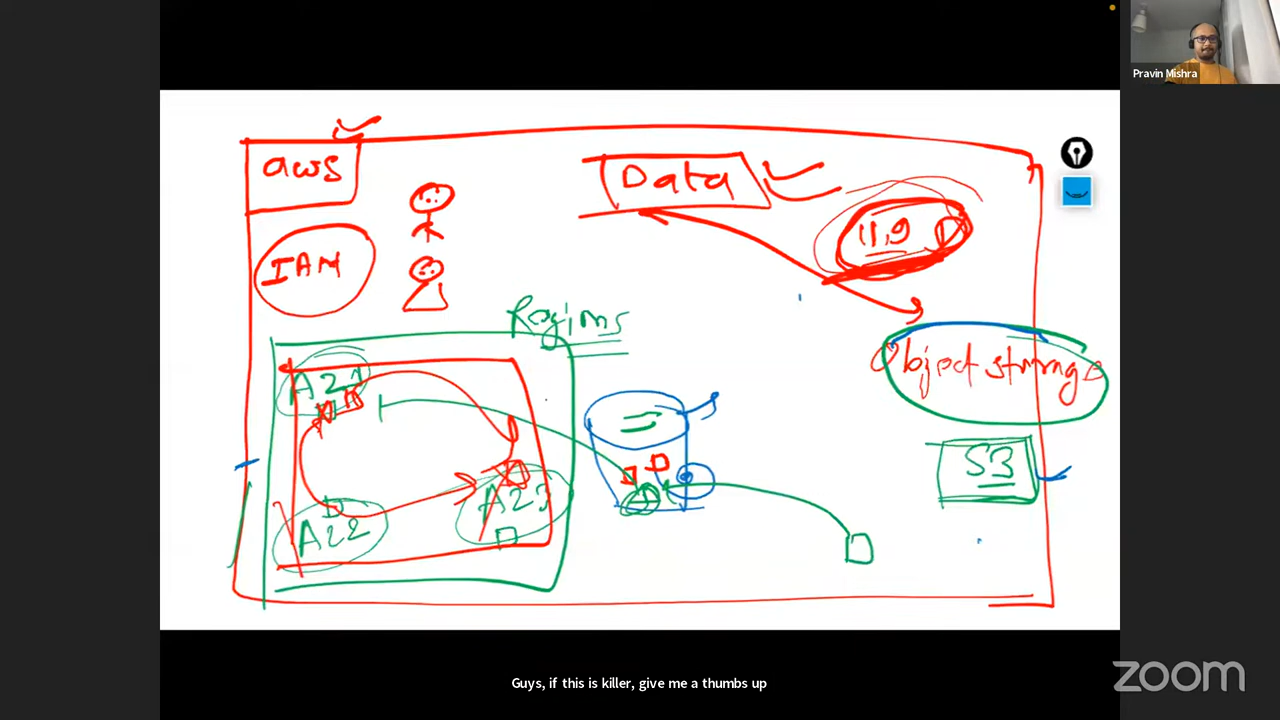 Pravin Mishra
aws
Data
11,9
IAM
Regions
Object storage
AZ1
S3
AZ3
AZ2
Guys, if this is killer, give me a thumbs up
zoom